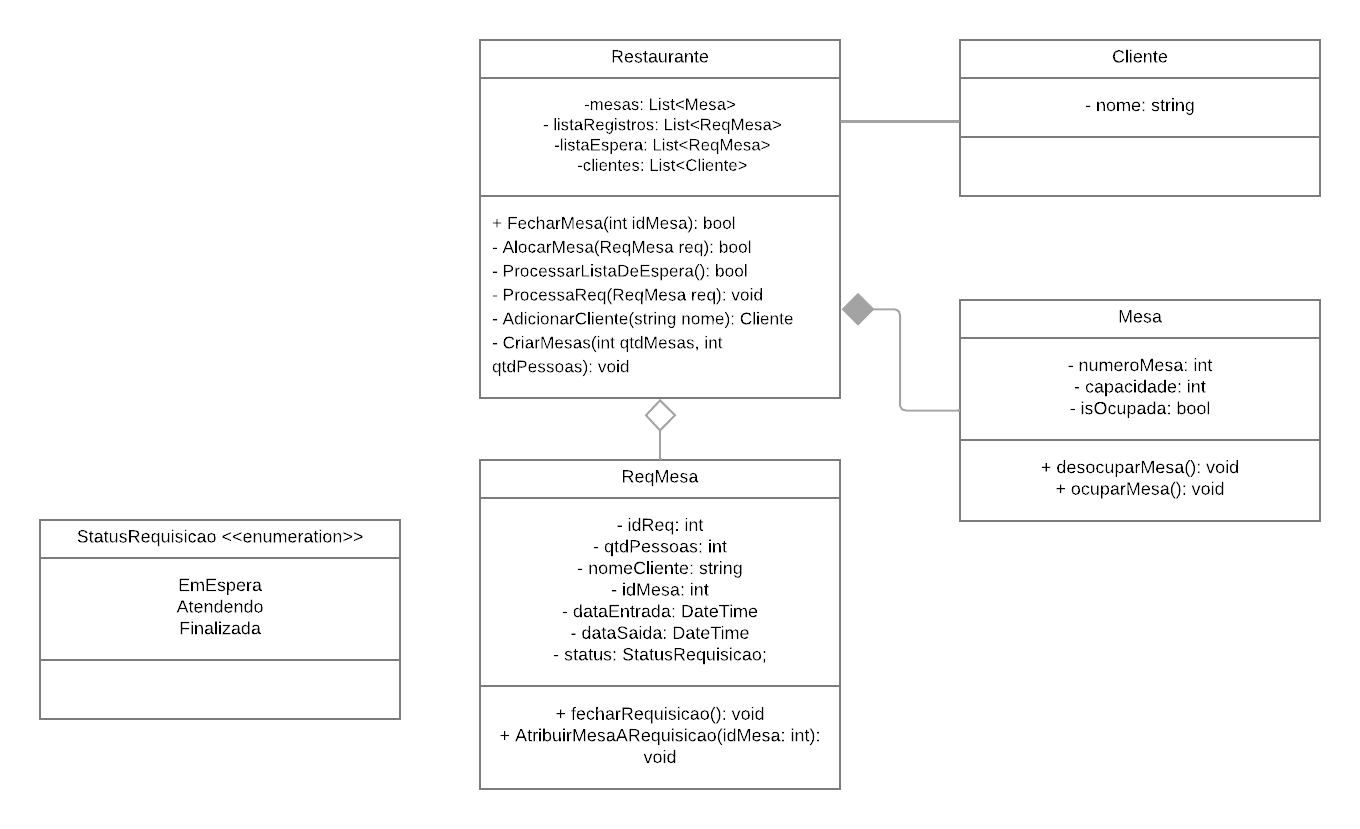 Restaurante
-mesas: List<Mesa>
- listaRegistros: List<ReqMesa>
-listaEspera: List<ReqMesa>
-clientes: List<Cliente>
+ FecharMesa(int idMesa): bool
- AlocarMesa(ReqMesa req): bool
- ProcessarListaDeEspera(): bool
- ProcessaReq(ReqMesa req): void
- AdicionarCliente(string nome): Cliente
- CriarMesas(int qtdMesas, int
qtdPessoas): void
Cliente
- nome: string
Mesa
- numeroMesa: int
- capacidade: int
- isOcupada: bool
+ desocuparMesa(): void
+ ocuparMesa(): void
ReqMesa
- idReq: int
- qtdPessoas: int
- nomeCliente: string
- idMesa: int
- dataEntrada: DateTime
- dataSaida: DateTime
- status: StatusRequisicao;
+ fecharRequisicao(): void
+ AtribuirMesaARequisicao(idMesa: int):
void
StatusRequisicao <<enumeration>>
EmEspera
Atendendo
Finalizada